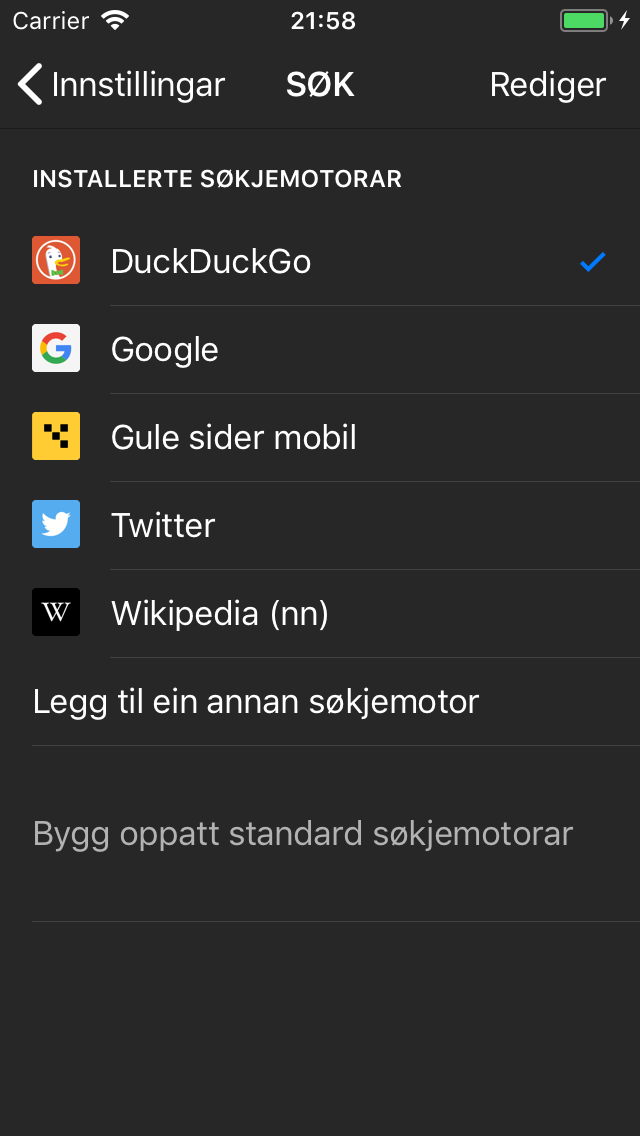 Carrier 21:58
Innstillingar SØK Rediger
INSTALLERTE SØKJEMOTORAR
DuckDuckGo
Google
Gule sider mobil
Twitter
W Wikipedia (nn)
Legg til ein annan søkjemotor
Bygg oppatt standard søkjemotorar